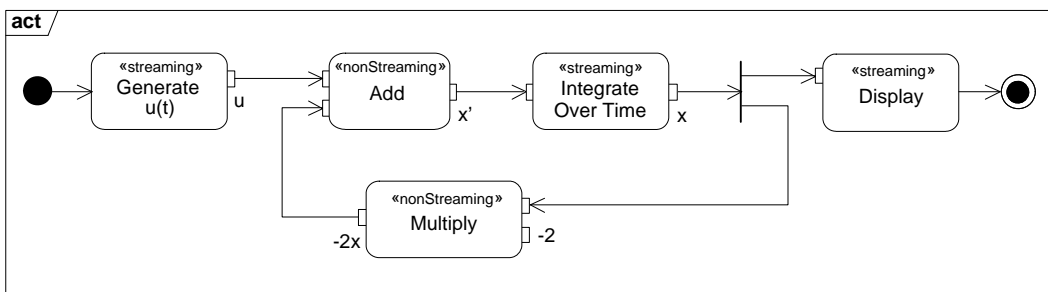 act
«streaming»
Generate
u(t)
u
«nonStreaming»
Add
x’
«streaming»
Integrate
Over Time
x
«streaming»
Display
«nonStreaming»
Multiply
-2x
-2